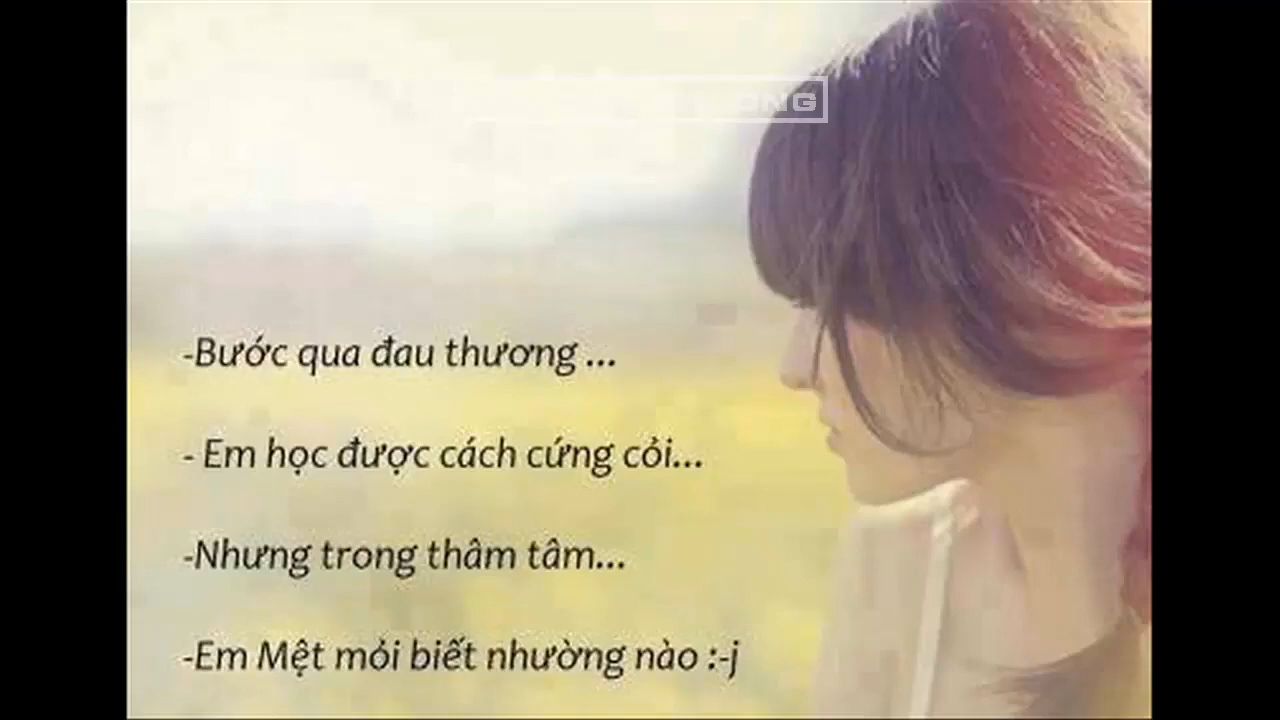 -Bước qua đau thương ...
- Em học được cách cứng cỏi...
-Nhưng trong thâm tâm...
-Em Mệt mỏi biết nhường nào :-j